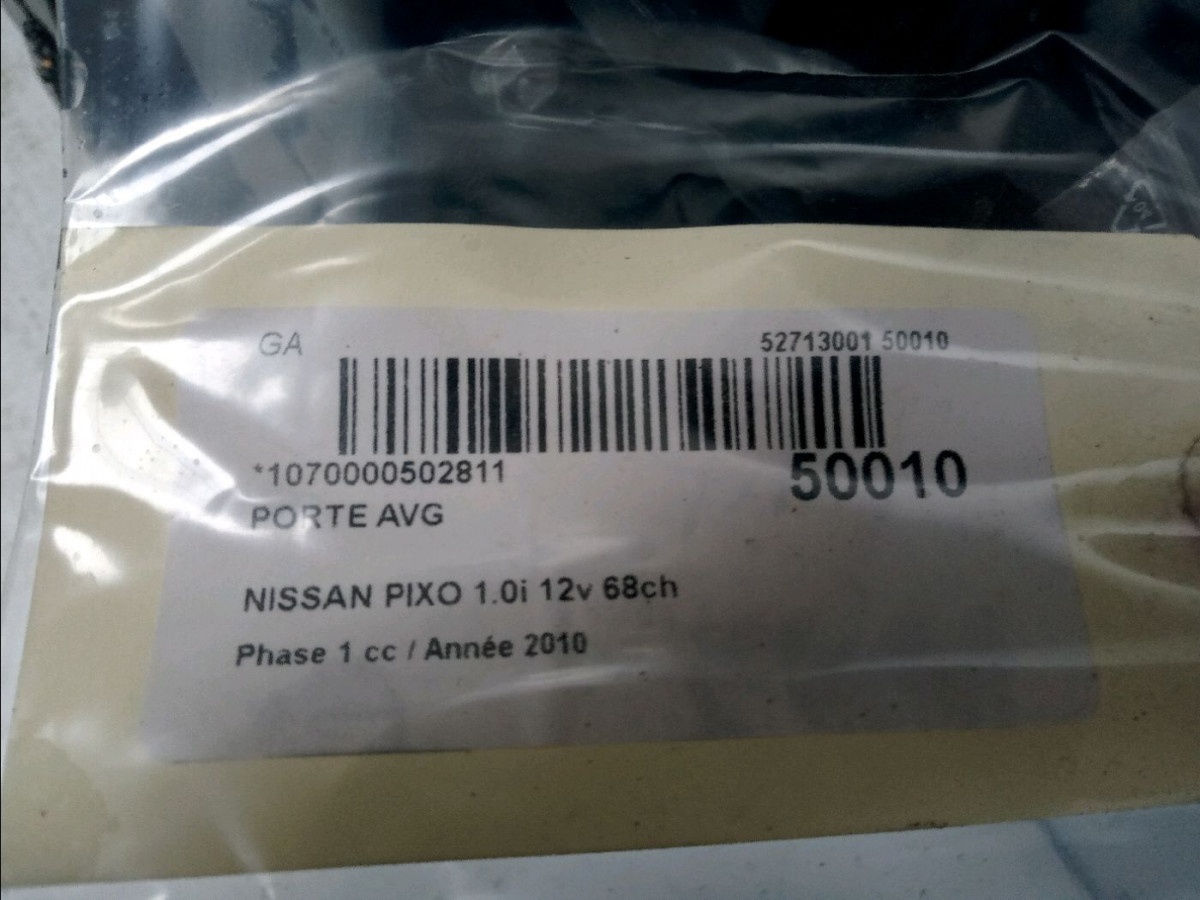 GA
52713001 50010
*1070000502811
50010
PORTE AVG
NISSAN PIXO 1.0i 12v 68ch
Phase 1 cc / Année 2010